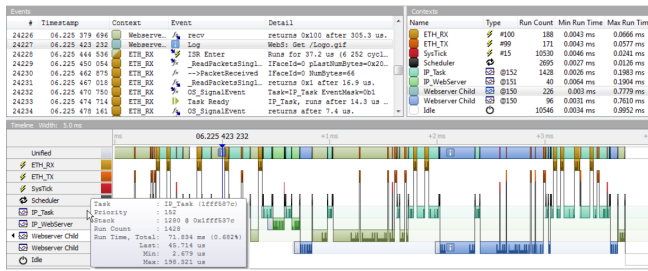 Events
# Timestamp Context Event Detail
24226 06.225 379 696 Webserve... recv returns 0x100 after 305.3 us.
24227 06.225 423 232 Webserve... Log WebS: Get /Logo.gif
24228 06.225 444 536 ETH_RX ISR Enter Runs for 37.2 us (6 252 cycl...
24229 06.225 450 054 ETH_RX _ReadPacketsSingl... IFaceId=0 pLastNumBytes=0x20...
24230 06.225 462 875 ETH_RX -->PacketReceived IFaceId=0 NumBytes=66
24231 06.225 467 018 ETH_RX _ReadPacketsSingl... returns 0x1 after 16.9 us.
24232 06.225 470 750 ETH_RX OS_SignalEvent Task=IP_Task EventMask=0b1
24233 06.225 474 714 ETH_RX Task Ready IP_Task, runs after 14.3 us ...
24234 06.225 478 161 ETH_RX OS_SignalEvent returns after 7.4 us.
Contexts
Name Type Run Count Min Run Time Max Run Tim
ETH_RX #100 188 0.0043 ms 0.0666 ms
ETH_TX #99 171 0.0043 ms 0.0577 ms
SysTick #15 10530 0.0046 ms 0.0241 ms
Scheduler 2695 0.0027 ms 0.0126 ms
IP_Task @152 1428 0.0026 ms 0.1983 ms
IP_WebServer @151 40 0.0064 ms 0.1904 ms
Webserver Child @150 226 0.003 ms 0.7779 ms
Webserver Child @150 96 0.0031 ms 0.7610 ms
Idle 10546 0.0034 ms 0.9952 ms
Timeline Width: 5.0 ms
ms 06.225 423 232 +1 ms +2 ms +3 ms
Unified
ETH_RX
ETH_TX
SysTick
Scheduler
IP_Task
IP_WebServer
Webserver Child
Webserver Child
Idle
Task : IP_Task (1fff587c)
Priority : 152
Stack : 1280 @ 0x1fff587c
Run Count : 1428
Run Time, Total: 71.834 ms (0.682%)
Last: 45.714 us
Min: 2.679 us
Max: 198.321 us